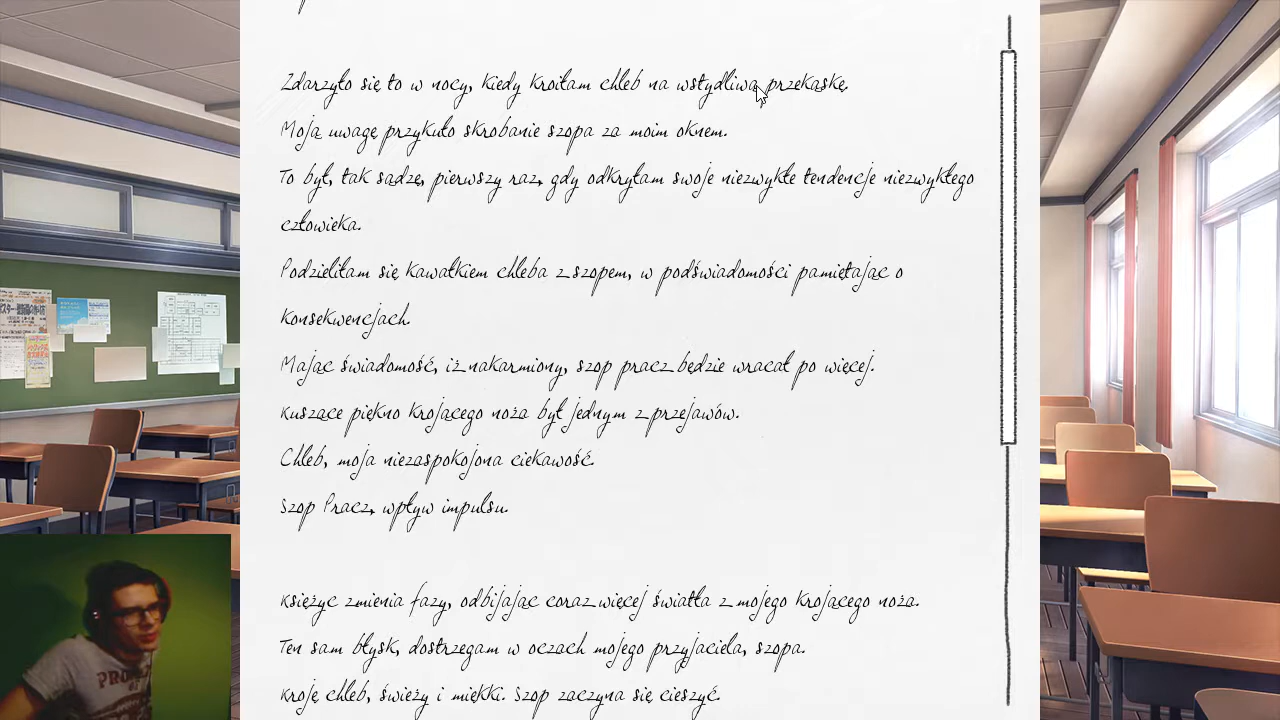 Zdarzyło się to w nocy, kiedy kroiłam chleb na wstydliwą przekąskę.
Moją uwagę przykuło skrobanie szopa za moim oknem.
To był, tak sądzę, pierwszy raz, gdy odkryłam swoje niezwykłe tendencje niezwykłego
człowieka.
Podzieliłam się kawałkiem chleba z szopem, w podświadomości pamiętając o
konsekwencjach.
Mając świadomość, iż nakarmiony, szop pracz będzie wracał po więcej.
Kuszące piękno krojącego noża był jednym z przejawów.
Chleb, moja niezaspokojona ciekawość.
Szop Pracz, wpływ impulsu.
Księżyc zmienia fazy, odbijając coraz więcej światła z mojego krojącego noża.
Ten sam błysk, dostrzegam w oczach mojego przyjaciela, szopa.
Kroję chleb, świeży i miękki. Szop zaczyna się cieszyć.